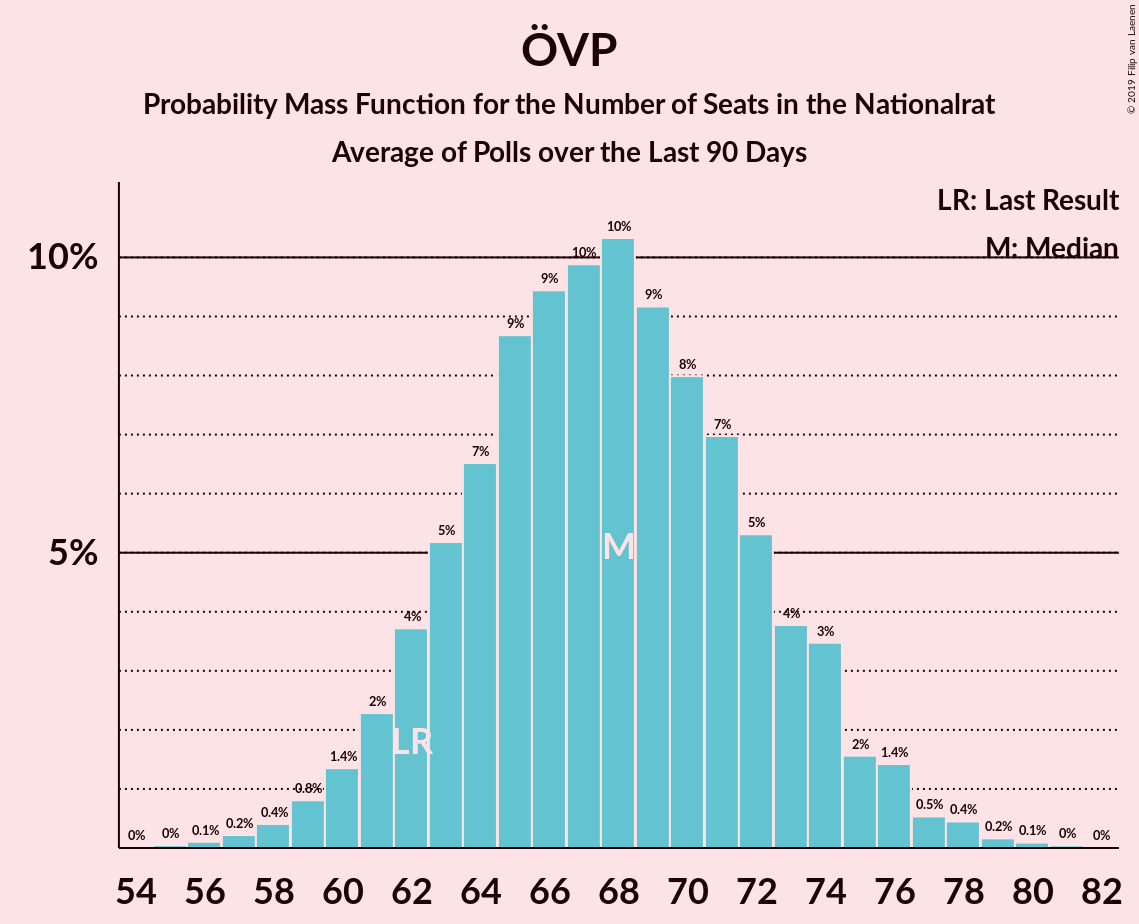 ÖVP
Probability Mass Function for the Number of Seats in the Nationalrat
Average of Polls over the Last 90 Days
© 2019 Filip van Laenen
LR: Last Result
M: Median
10%
5%
0% 0% 0.1% 0.2% 0.4% 0.8% 1.4% 2% 4% 5% 7% 9% 9% 10% 10% 9% 8% 7% 5% 4% 3% 2% 1.4% 0.5% 0.4% 0.2% 0.1% 0% 0%
LR
M
54 56 58 60 62 64 66 68 70 72 74 76 78 80 82